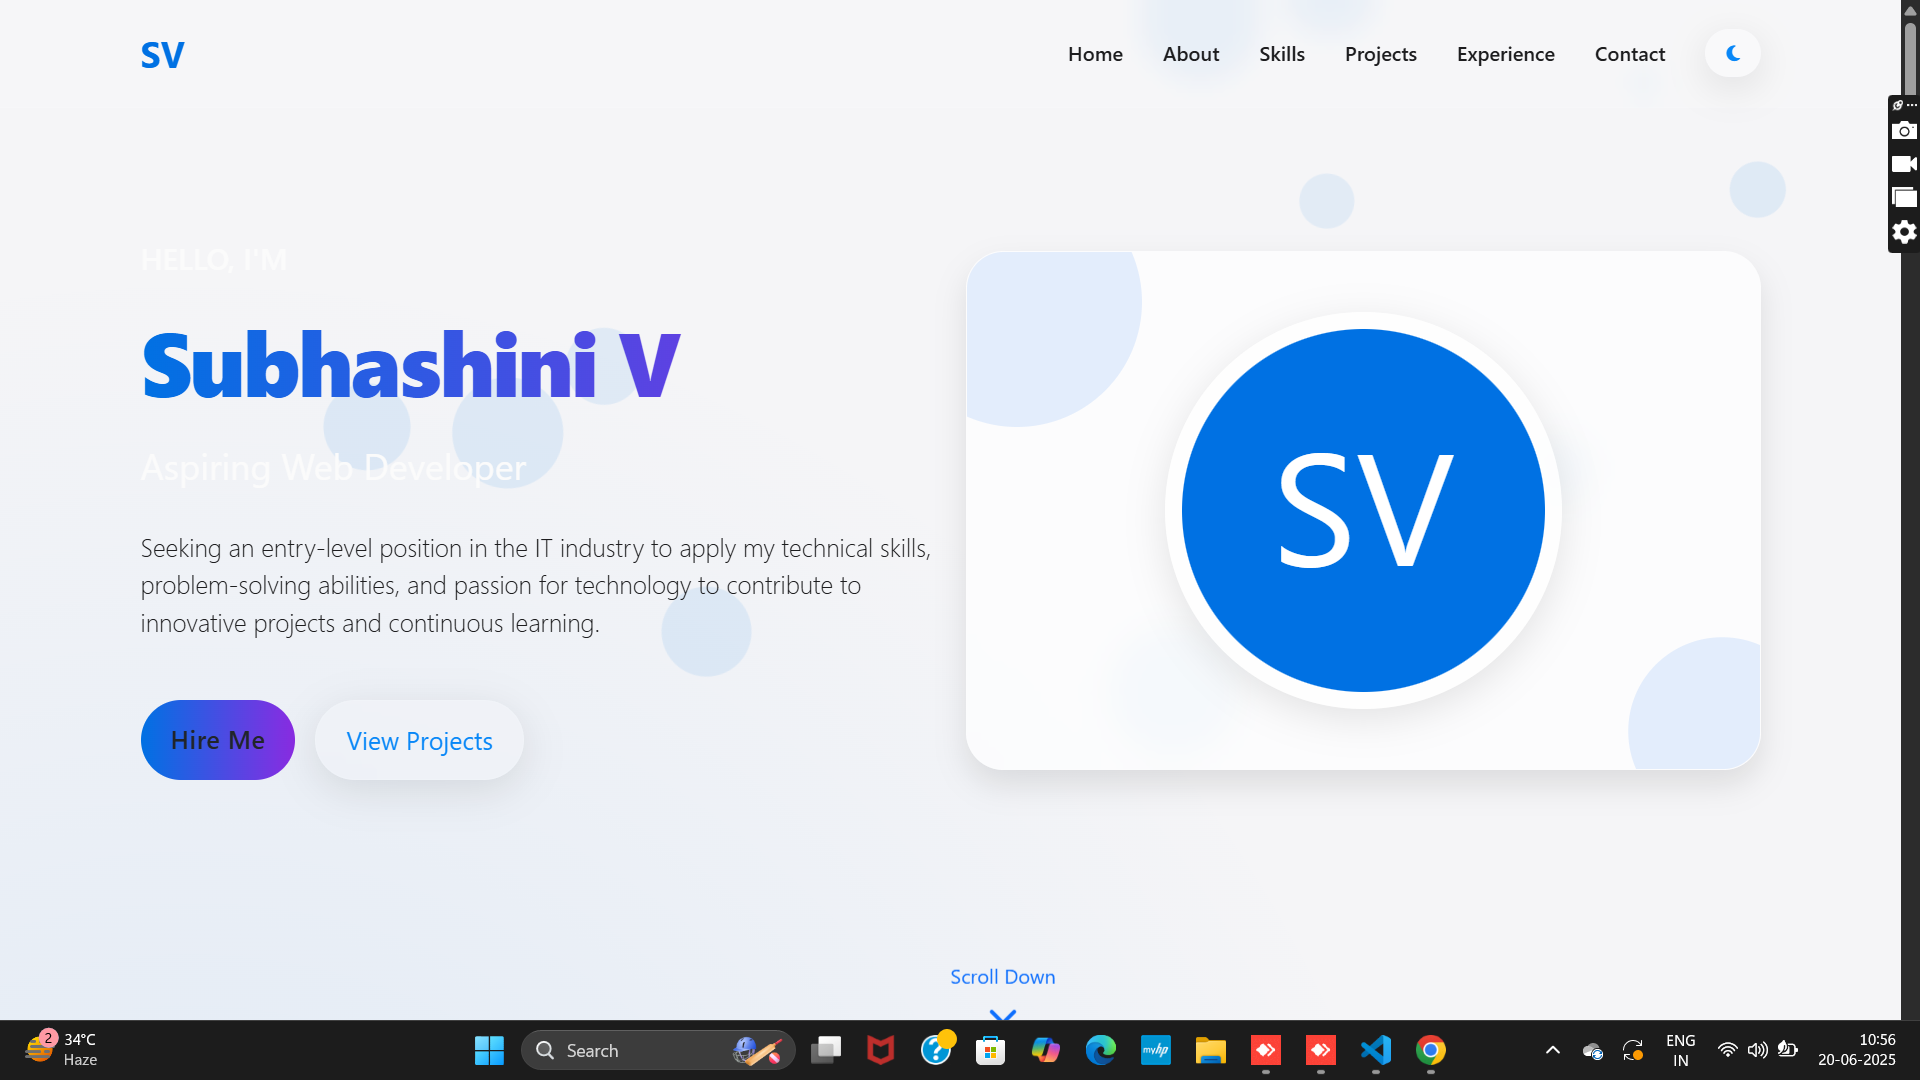 SV
Home
About
Skills
Projects
Experience
Contact
HELLO, I'M
Subhashini V
Aspiring Web Developer
Seeking an entry-level position in the IT industry to apply my technical skills,
problem-solving abilities, and passion for technology to contribute to
innovative projects and continuous learning.
Hire Me
View Projects
SV
Scroll Down
2
34°C
Haze
Search
myhp
ENG
IN
10:56
20-06-2025